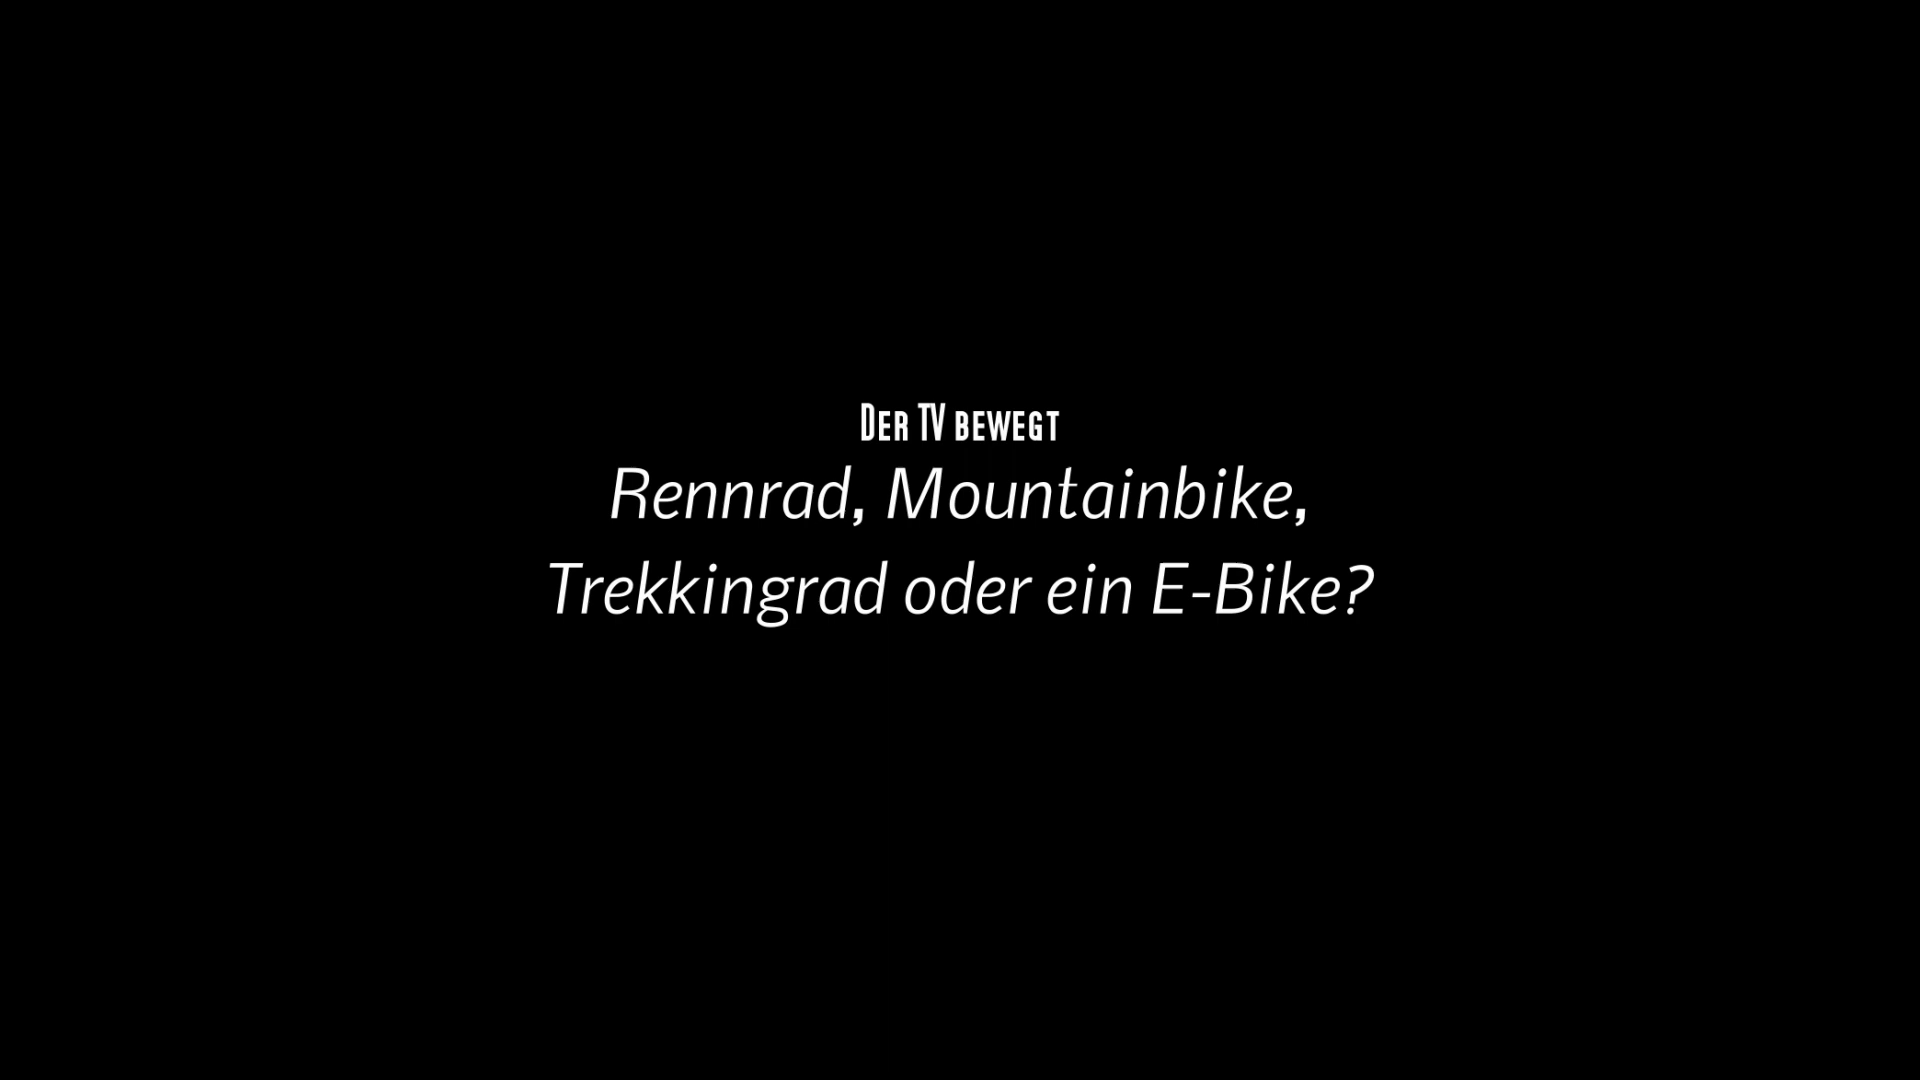 Der TV bewegt
Rennrad, Mountainbike,
Trekkingrad oder ein E-Bike?